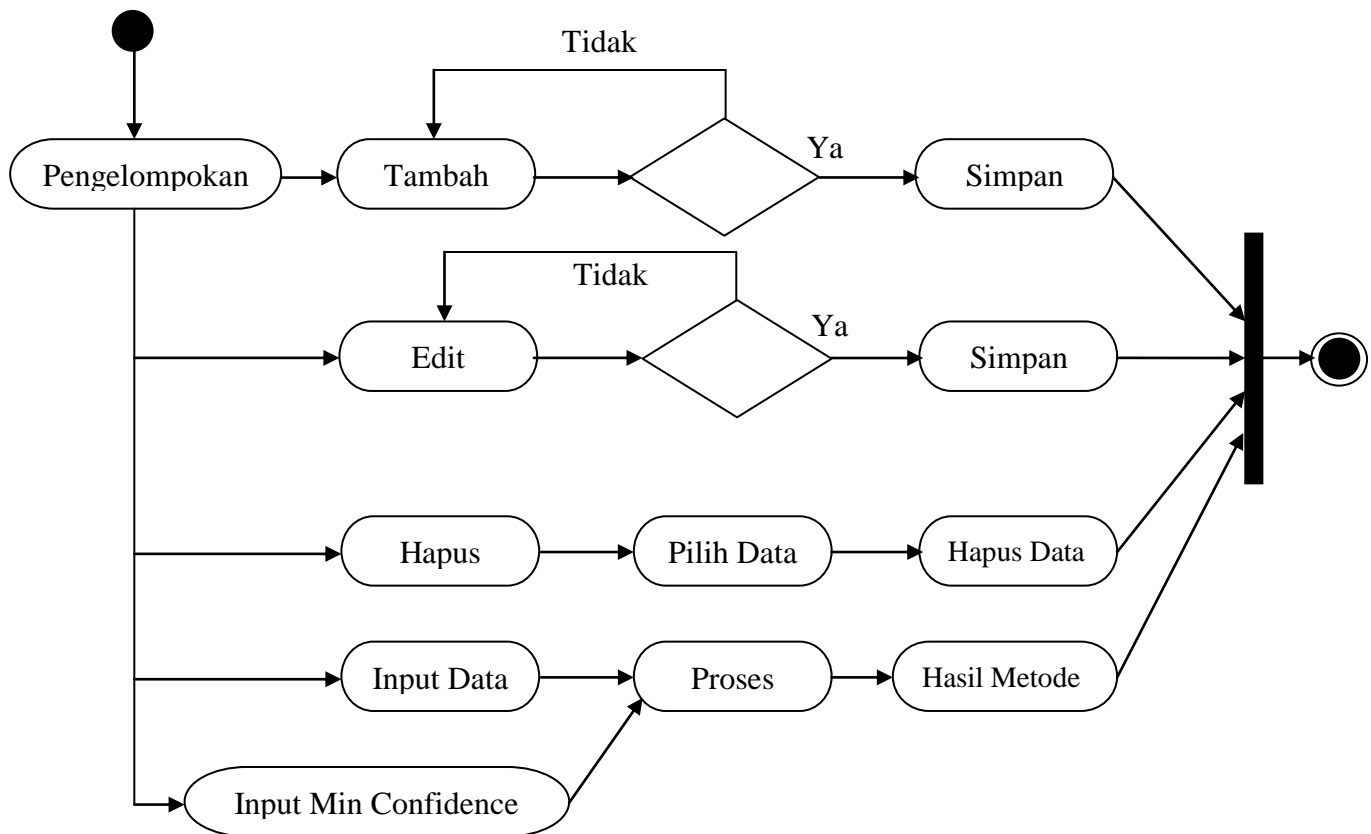 Tidak
Pengelompokan
Tambah
Ya
Simpan
Tidak
Edit
Ya
Simpan
Hapus
Pilih Data
Hapus Data
Input Data
Proses
Hasil Metode
Input Min Confidence